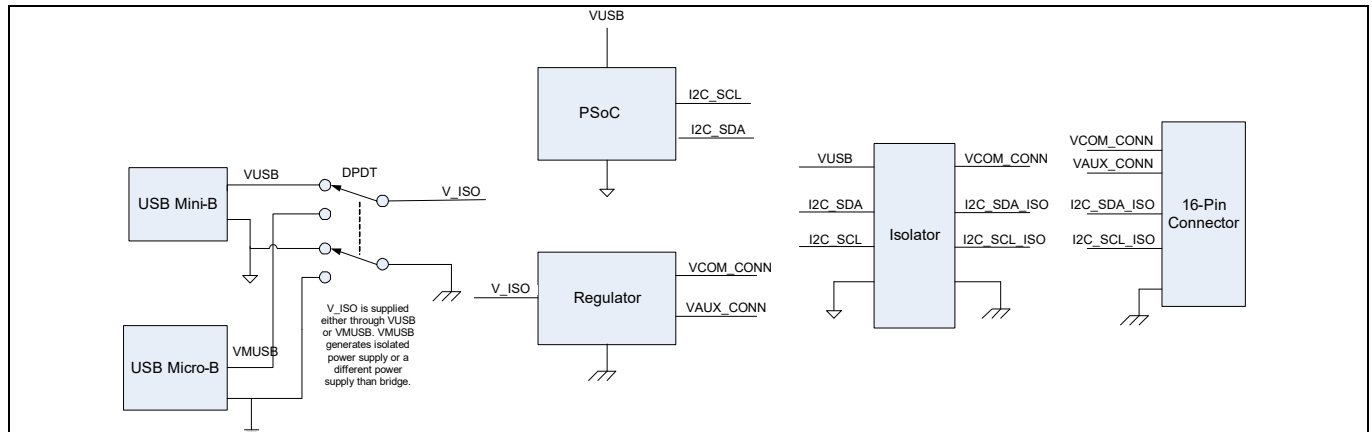 VUSB
PSoC
I2C_SCL
I2C_SDA
USB Mini-B
VUSB
DPDT
V_ISO
USB Micro-B
VMUSB
V_ISO is supplied
either through VUSB
or VMUSB. VMUSB
generates isolated
power supply or a
different power
supply than bridge.
V_ISO
Regulator
VCOM_CONN
VAUX_CONN
VUSB
I2C_SDA
I2C_SCL
Isolator
VCOM_CONN
I2C_SDA_ISO
I2C_SCL_ISO
VCOM_CONN
VAUX_CONN
I2C_SDA_ISO
I2C_SCL_ISO
16-Pin
Connector